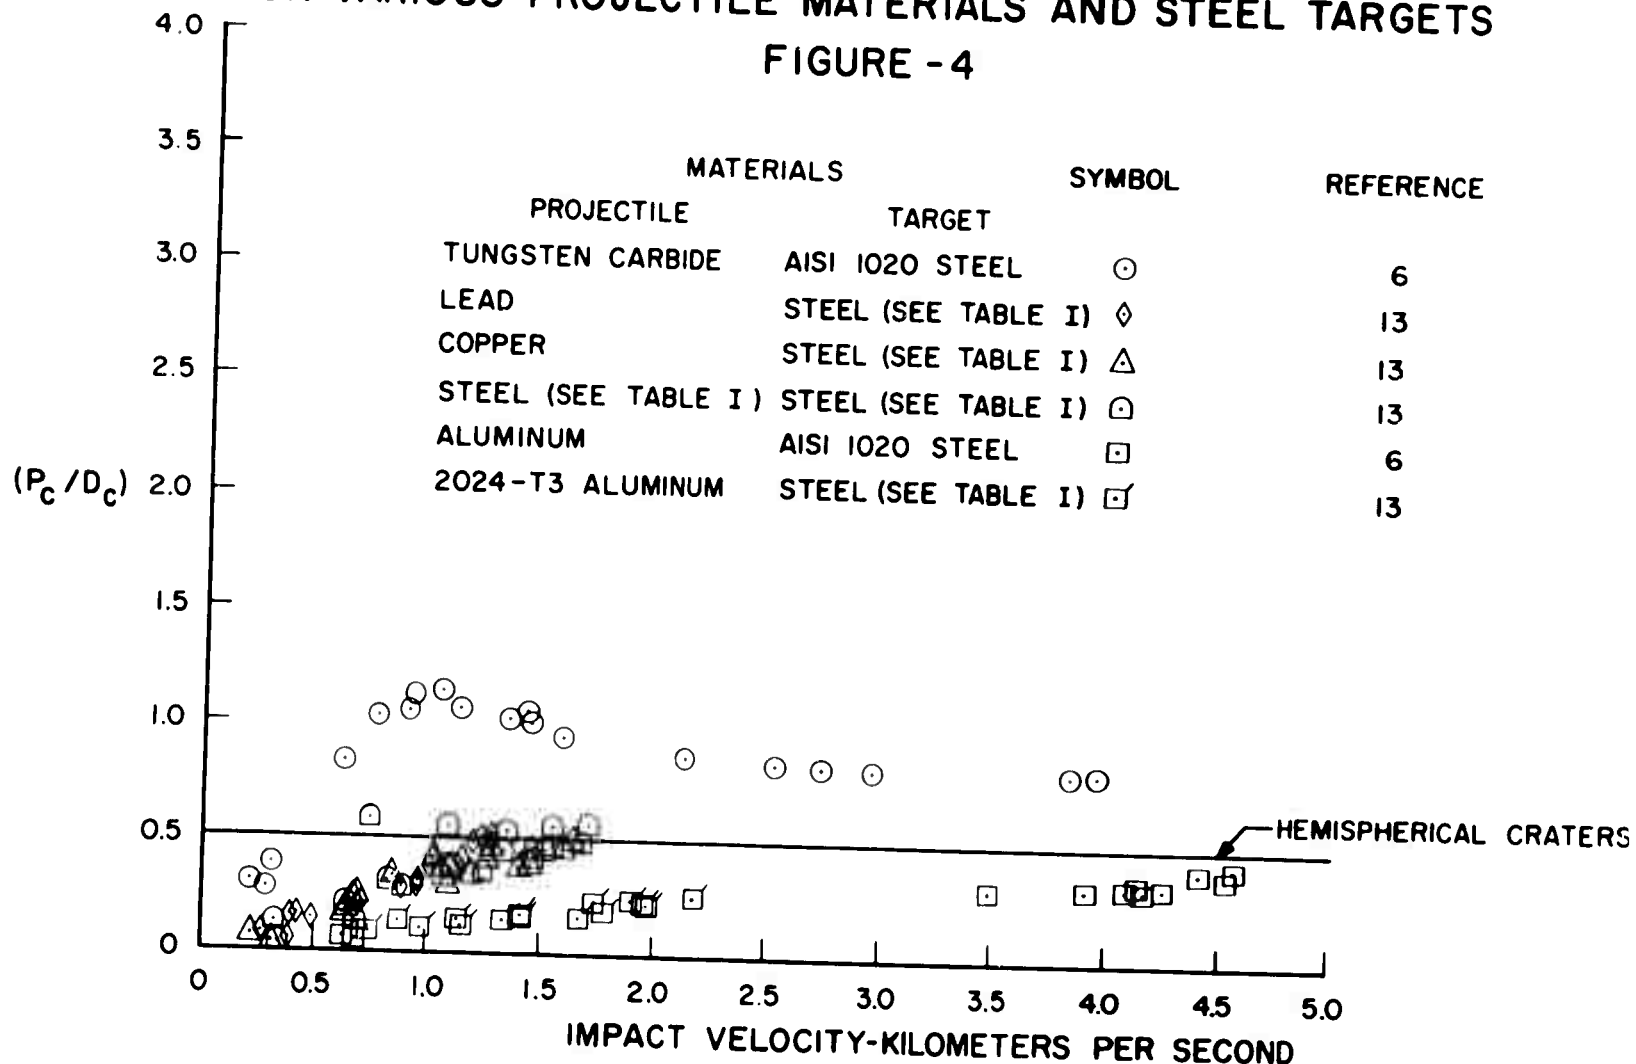 VARIOUS PROJECTILE MATERIALS AND STEEL TARGETS
FIGURE - 4
MATERIALS SYMBOL REFERENCE
PROJECTILE TARGET
TUNGSTEN CARBIDE AISI 1020 STEEL 6
LEAD STEEL (SEE TABLE I) 13
COPPER STEEL (SEE TABLE I) 13
STEEL (SEE TABLE I) STEEL (SEE TABLE I) 13
ALUMINUM AISI 1020 STEEL 6
2024-T3 ALUMINUM STEEL (SEE TABLE I) 13
4.0
3.5
3.0
2.5
(Pc/Dc) 2.0
1.5
1.0
0.5
0
HEMISPHERICAL CRATERS
0 0.5 1.0 1.5 2.0 2.5 3.0 3.5 4.0 4.5 5.0
IMPACT VELOCITY-KILOMETERS PER SECOND